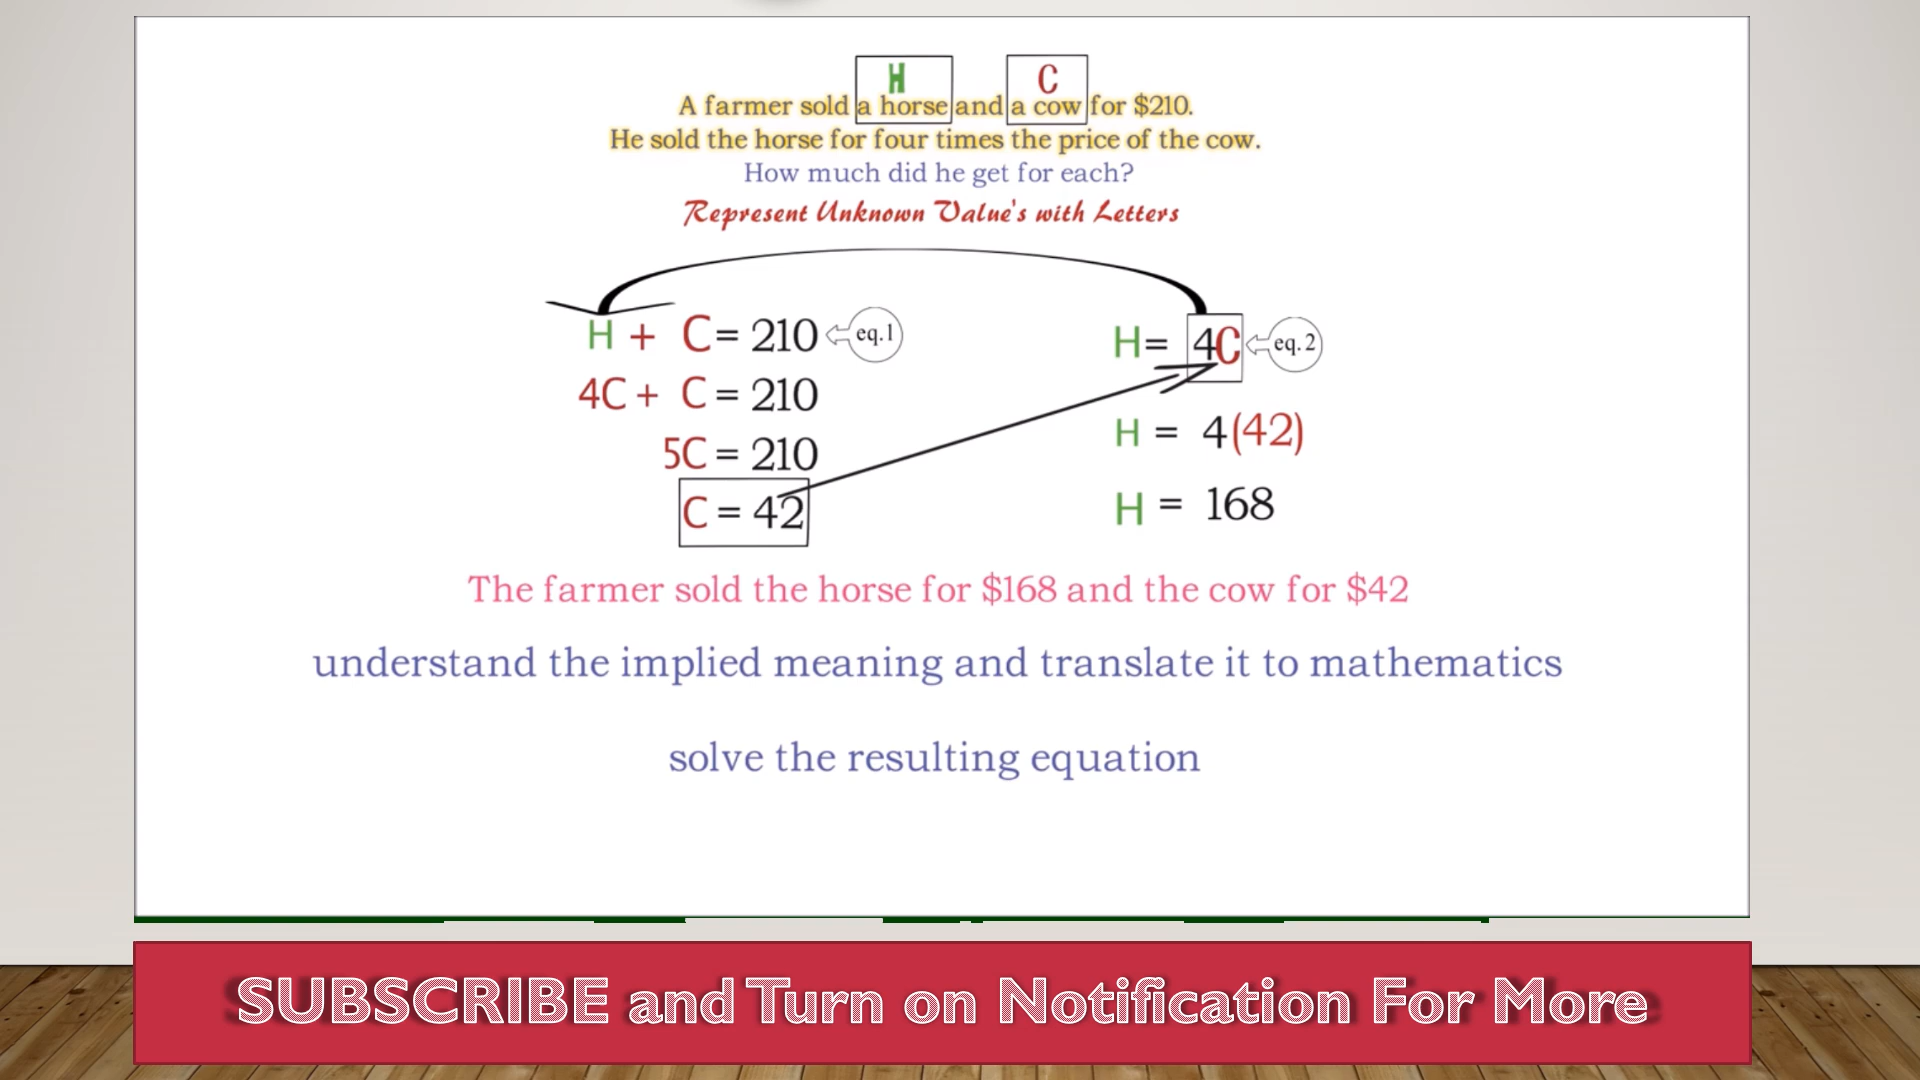 H C
A farmer sold a horse and a cow for $210.
He sold the horse for four times the price of the cow.
How much did he get for each?
Represent Unknown Value's with Letters
H + C = 210 eq.1
4C + C = 210
5C = 210
C = 42
H = 4C eq.2
H = 4(42)
H = 168
The farmer sold the horse for $168 and the cow for $42
understand the implied meaning and translate it to mathematics
solve the resulting equation
SUBSCRIBE and Turn on Notification For More